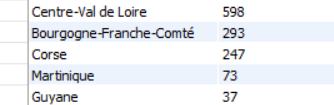 Centre-Val de Loire 598
Bourgogne-Franche-Comté 293
Corse 247
Martinique 73
Guyane 37